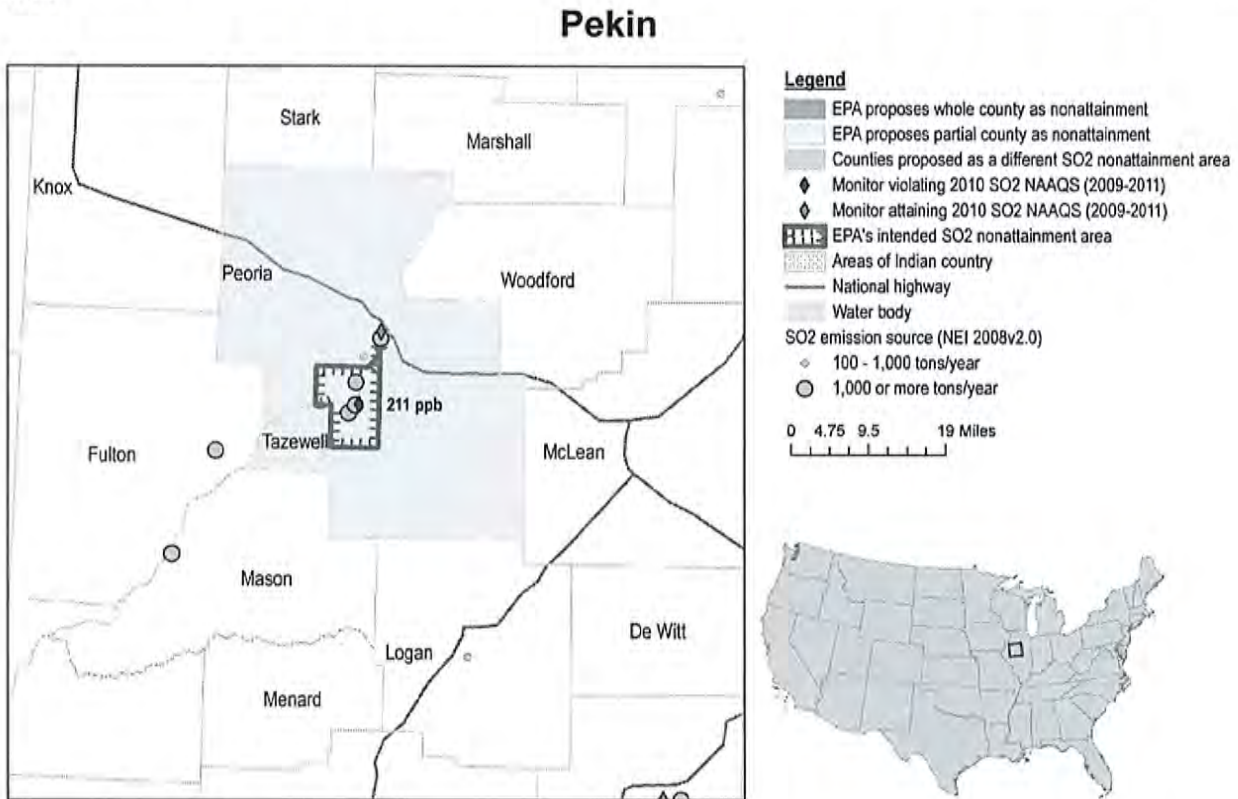 Pekin
Stark
Marshall
Knox
Peoria
Woodford
211 ppb
Tazewell
Fulton
McLean
Mason
Logan
De Witt
Menard
Legend
EPA proposes whole county as nonattainment
EPA proposes partial county as nonattainment
Counties proposed as a different SO2 nonattainment area
Monitor violating 2010 SO2 NAAQS (2009-2011)
Monitor attaining 2010 SO2 NAAQS (2009-2011)
EPA's intended SO2 nonattainment area
Areas of Indian country
National highway
Water body
SO2 emission source (NEI 2008v2.0)
100 - 1,000 tons/year
1,000 or more tons/year
0 4.75 9.5 19 Miles